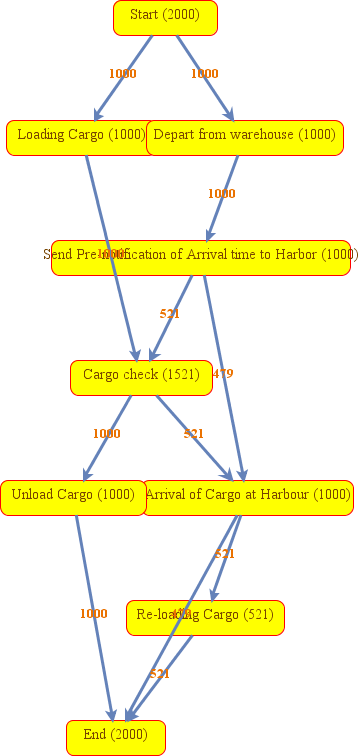 Start (2000)
1000
1000
Loading Cargo (1000)
Depart from warehouse (1000)
1000
Send Pre-notification of Arrival time to Harbor (1000)
521
479
Cargo check (1521)
1000
521
Unload Cargo (1000)
Arrival of Cargo at Harbour (1000)
521
1000
Re-loading Cargo (521)
521
End (2000)